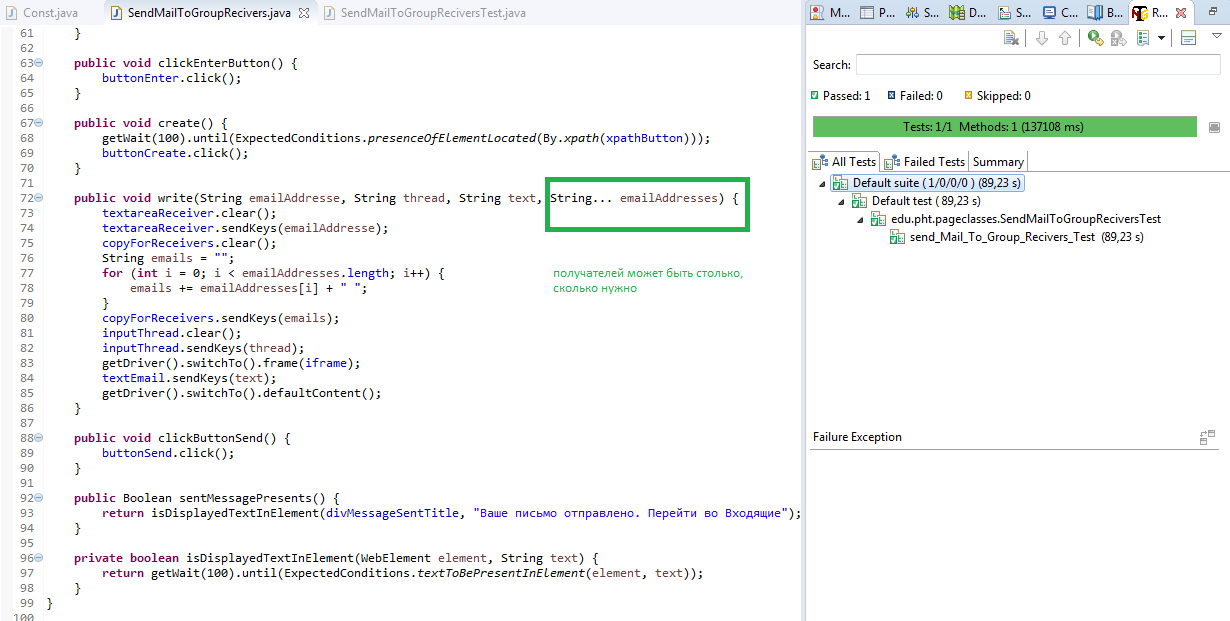 Const.java
SendMailToGroupRecivers.java
SendMailToGroupReciversTest.java
61 }
62
63 public void clickEnterButton() {
64 buttonEnter.click();
65 }
66
67 public void create() {
68 getWait(100).until(ExpectedConditions.presenceOfElementLocated(By.xpath(xpathButton)));
69 buttonCreate.click();
70 }
71
72 public void write(String emailAddresse, String thread, String text, String... emailAddresses) {
73 textareaReceiver.clear();
74 textareaReceiver.sendKeys(emailAddresse);
75 copyForReceivers.clear();
76 String emails = "";
77 for (int i = 0; i < emailAddresses.length; i++) {
78 emails += emailAddresses[i] + " ";
79 }
80 copyForReceivers.sendKeys(emails);
81 inputThread.clear();
82 inputThread.sendKeys(thread);
83 getDriver().switchTo().frame(iframe);
84 textEmail.sendKeys(text);
85 getDriver().switchTo().defaultContent();
86 }
87
88 public void clickButtonSend() {
89 buttonSend.click();
90 }
91
92 public Boolean sentMessagePresents() {
93 return isDisplayedTextInElement(divMessageSentTitle, "Ваше письмо отправлено. Перейти во Входящие");
94 }
95
96 private boolean isDisplayedTextInElement(WebElement element, String text) {
97 return getWait(100).until(ExpectedConditions.textToBePresentInElement(element, text));
98 }
99 }
100
получателей может быть столько,
сколько нужно
M... P... S... D... S... C... B... R...
Search:
Passed: 1 Failed: 0 Skipped: 0
Tests: 1/1 Methods: 1 (137108 ms)
All Tests Failed Tests Summary
Default suite ( 1/0/0/0 ) (89,23 s)
Default test ( 89,23 s)
edu.pht.pageclasses.SendMailToGroupReciversTest
send_Mail_To_Group_Recivers_Test (89,23 s)
Failure Exception